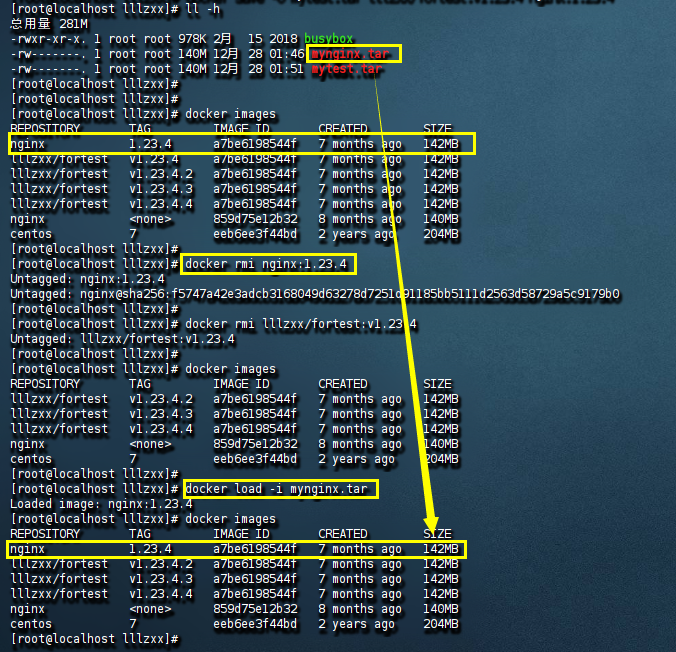 [root@localhost lllzxx]# ll -h
总用量 281M
-rwxr-xr-x. 1 root root 978K 2月  15 2018 busybox
-rw-------. 1 root root 140M 12月 28 01:46 mynginx.tar
-rw-------. 1 root root 140M 12月 28 01:51 mytest.tar
[root@localhost lllzxx]#
[root@localhost lllzxx]#
[root@localhost lllzxx]# docker images
REPOSITORY TAG IMAGE ID CREATED SIZE
nginx 1.23.4 a7be6198544f 7 months ago 142MB
lllzxx/fortest v1.23.4 a7be6198544f 7 months ago 142MB
lllzxx/fortest v1.23.4.2 a7be6198544f 7 months ago 142MB
lllzxx/fortest v1.23.4.3 a7be6198544f 7 months ago 142MB
lllzxx/fortest v1.23.4.4 a7be6198544f 7 months ago 142MB
nginx <none> 859d75e12b32 8 months ago 140MB
centos 7 eeb6ee3f44bd 2 years ago 204MB
[root@localhost lllzxx]#
[root@localhost lllzxx]# docker rmi nginx:1.23.4
Untagged: nginx:1.23.4
Untagged: nginx@sha256:f5747a42e3adcb3168049d63278d7251d91185bb5111d2563d58729a5c9179b0
[root@localhost lllzxx]#
[root@localhost lllzxx]# docker rmi lllzxx/fortest:v1.23.4
Untagged: lllzxx/fortest:v1.23.4
[root@localhost lllzxx]#
[root@localhost lllzxx]# docker images
REPOSITORY TAG IMAGE ID CREATED SIZE
lllzxx/fortest v1.23.4.2 a7be6198544f 7 months ago 142MB
lllzxx/fortest v1.23.4.3 a7be6198544f 7 months ago 142MB
lllzxx/fortest v1.23.4.4 a7be6198544f 7 months ago 142MB
nginx <none> 859d75e12b32 8 months ago 140MB
centos 7 eeb6ee3f44bd 2 years ago 204MB
[root@localhost lllzxx]#
[root@localhost lllzxx]# docker load -i mynginx.tar
Loaded image: nginx:1.23.4
[root@localhost lllzxx]# docker images
REPOSITORY TAG IMAGE ID CREATED SIZE
nginx 1.23.4 a7be6198544f 7 months ago 142MB
lllzxx/fortest v1.23.4.2 a7be6198544f 7 months ago 142MB
lllzxx/fortest v1.23.4.3 a7be6198544f 7 months ago 142MB
lllzxx/fortest v1.23.4.4 a7be6198544f 7 months ago 142MB
nginx <none> 859d75e12b32 8 months ago 140MB
centos 7 eeb6ee3f44bd 2 years ago 204MB
[root@localhost lllzxx]#